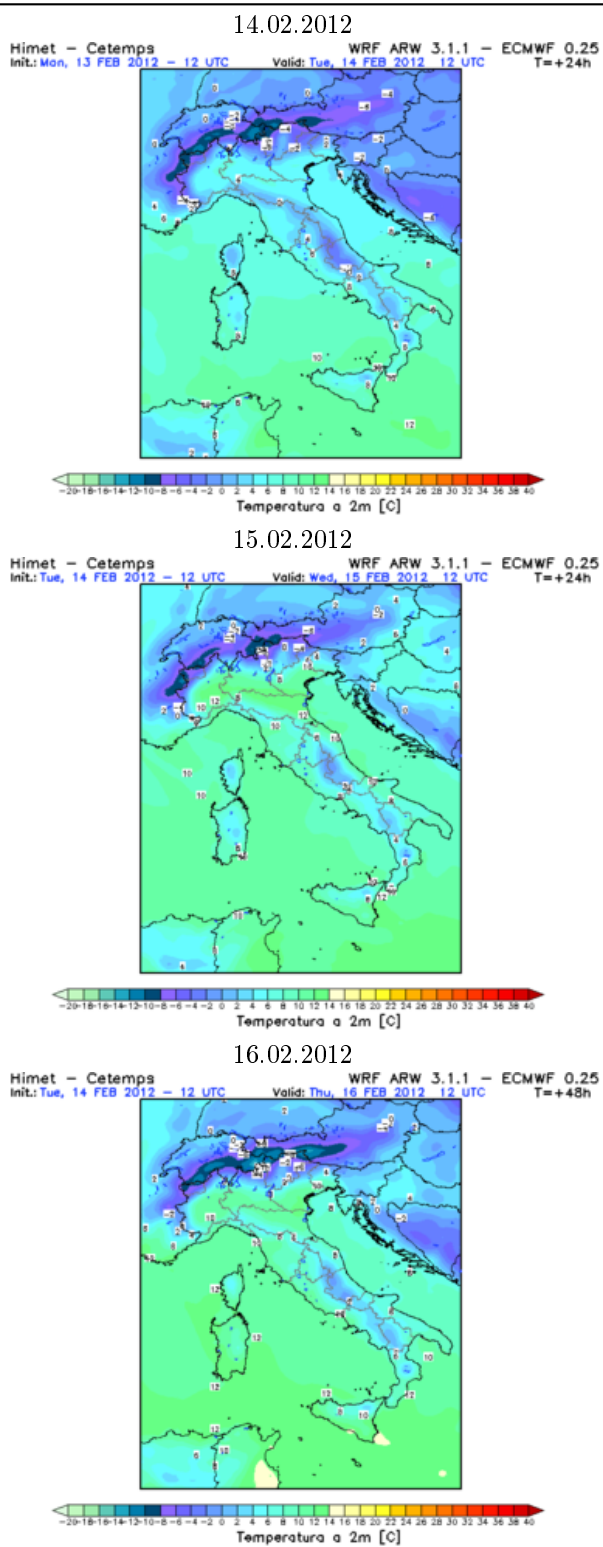 14.02.2012
Himet - Cetemps WRF ARW 3.1.1 - ECMWF 0.25
Init.: Mon, 13 FEB 2012 - 12 UTC Valid: Tue, 14 FEB 2012 12 UTC T=+24h
-20 -18 -16 -14 -12 -10 -8 -6 -4 -2 0 2 4 6 8 10 12 14 16 18 20 22 24 26 28 30 32 34 36 38 40
Temperatura a 2m [C]
15.02.2012
Himet - Cetemps WRF ARW 3.1.1 - ECMWF 0.25
Init.: Tue, 14 FEB 2012 - 12 UTC Valid: Wed, 15 FEB 2012 12 UTC T=+24h
-20 -18 -16 -14 -12 -10 -8 -6 -4 -2 0 2 4 6 8 10 12 14 16 18 20 22 24 26 28 30 32 34 36 38 40
Temperatura a 2m [C]
16.02.2012
Himet - Cetemps WRF ARW 3.1.1 - ECMWF 0.25
Init.: Tue, 14 FEB 2012 - 12 UTC Valid: Thu, 16 FEB 2012 12 UTC T=+48h
-20 -18 -16 -14 -12 -10 -8 -6 -4 -2 0 2 4 6 8 10 12 14 16 18 20 22 24 26 28 30 32 34 36 38 40
Temperatura a 2m [C]